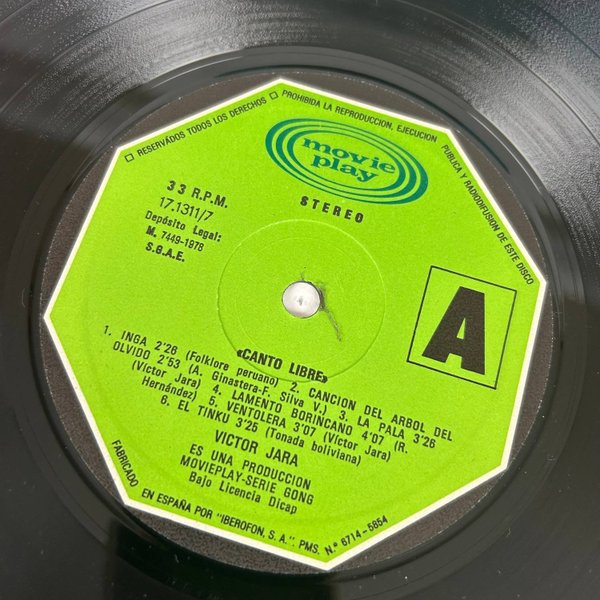 □ RESERVADOS TODOS LOS DERECHOS □ PROHIBIDA LA REPRODUCCION, EJECUCION PUBLICA Y RADIODIFUSION DE ESTE DISCO
movie
play
STEREO
33 R.P.M.
17.1311/7
Depósito Legal:
M. 7449-1978
S.G.A.E.
A
«CANTO LIBRE»
1. INGA 2'26 (Folklore peruano) 2. CANCION DEL ARBOL DEL
OLVIDO 2'53 (A. Ginastera-F. Silva V.) 3. LA PALA 3'26
(Víctor Jara) 4. LAMENTO BORINCANO 4'07 (R.
Hernández) 5. VENTOLERA 3'07 (Víctor Jara)
6. EL TINKU 3'25 (Tonada boliviana)
VICTOR JARA
ES UNA PRODUCCION
MOVIEPLAY-SERIE GONG
Bajo Licencia Dicap
FABRICADO EN ESPAÑA POR "IBEROFON, S. A.". PMS. N.º 6714-5854